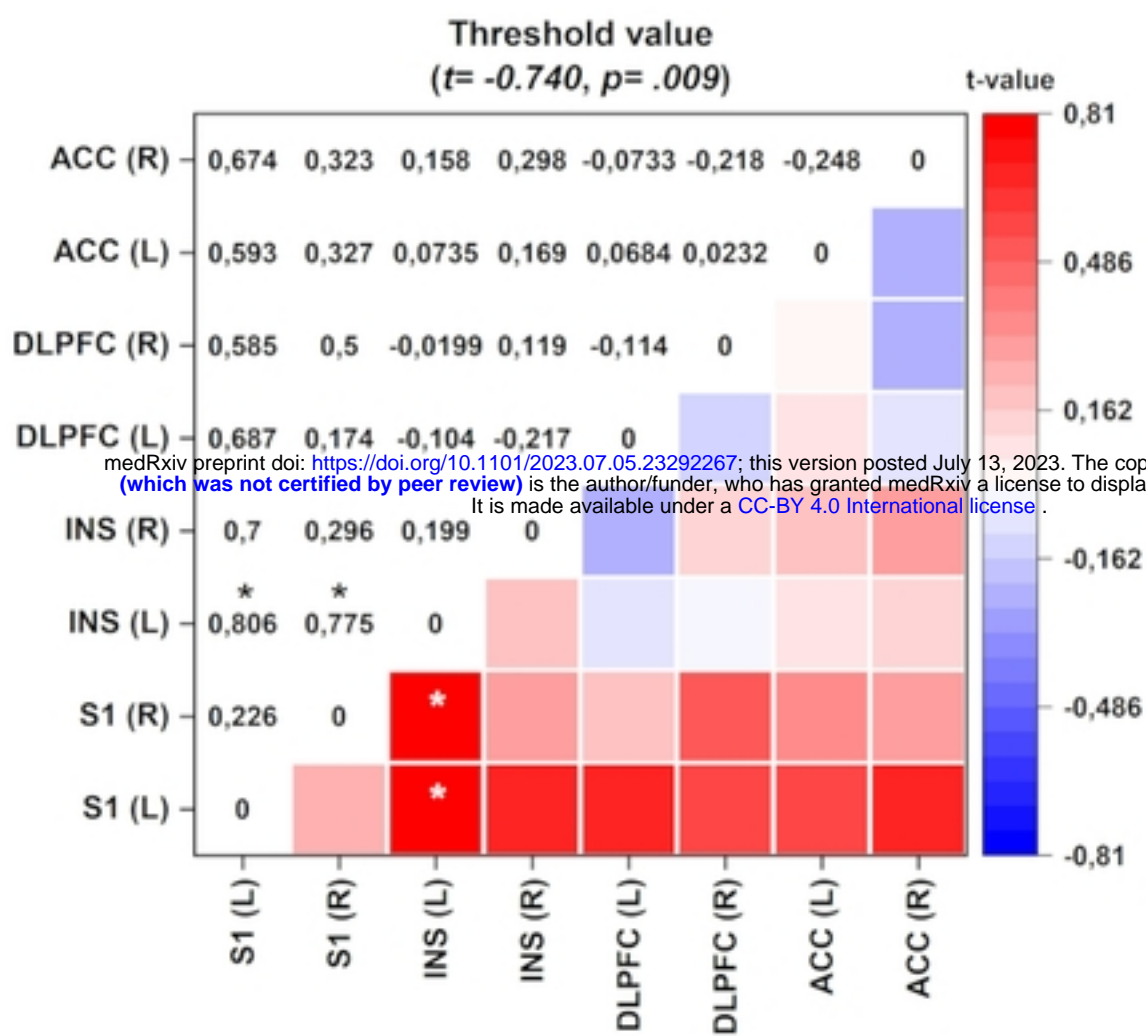 Threshold value
(t= -0.740, p= .009)
t-value
0,81
ACC (R) 0,674 0,323 0,158 0,298 -0,0733 -0,218 -0,248 0
ACC (L) 0,593 0,327 0,0735 0,169 0,0684 0,0232 0
0,486
DLPFC (R) 0,585 0,5 -0,0199 0,119 -0,114 0
0,162
DLPFC (L) 0,687 0,174 -0,104 -0,217 0
medRxiv preprint doi: https://doi.org/10.1101/2023.07.05.23292267; this version posted July 13, 2023. The cop
(which was not certified by peer review) is the author/funder, who has granted medRxiv a license to displa
It is made available under a CC-BY 4.0 International license .
INS (R) 0,7 0,296 0,199 0
-0,162
* *
INS (L) 0,806 0,775 0
S1 (R) 0,226 0 *
-0,486
S1 (L) 0 *
-0,81
S1 (L) S1 (R) INS (L) INS (R) DLPFC (L) DLPFC (R) ACC (L) ACC (R)